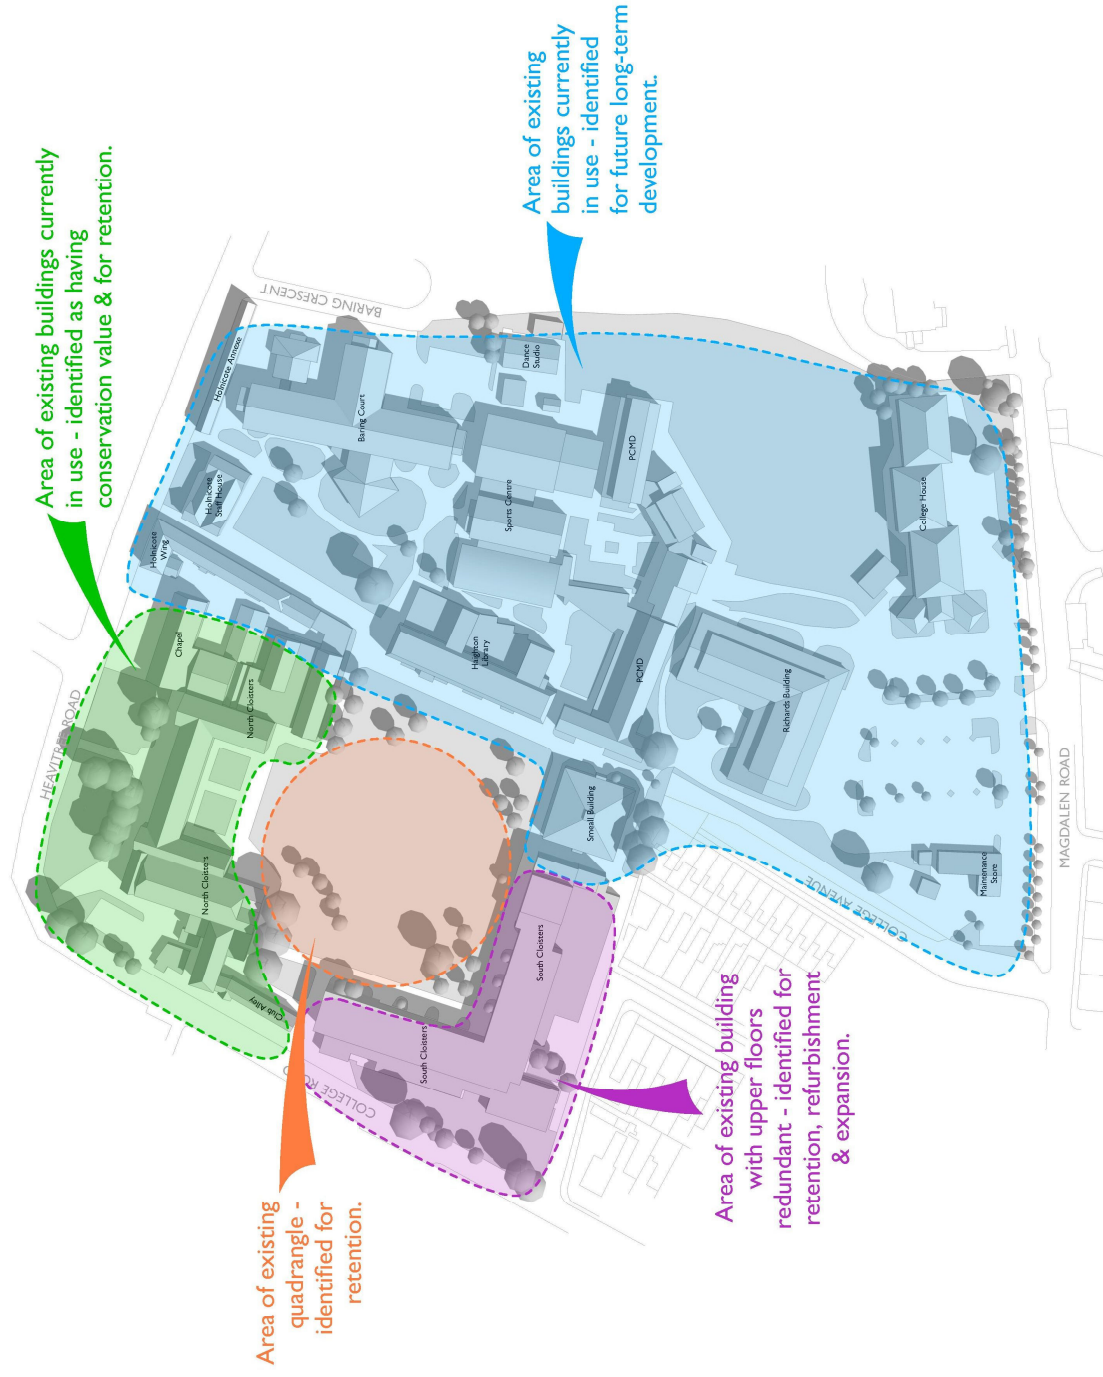 Area of existing buildings currently
in use - identified as having
conservation value & for retention.
Area of existing
buildings currently
in use - identified
for future long-term
development.
Area of existing
quadrangle -
identified for
retention.
Area of existing building
with upper floors
redundant - identified for
retention, refurbishment
& expansion.
HEAVITREE ROAD
BARING CRESCENT
MAGDALEN ROAD
COLLEGE AVENUE
COLLEGE ROAD
Holnicote Annexe
Holnicote
Staff House
Holnicote
Wing
Chapel
North Cloisters
North Cloisters
Club Alley
South Cloisters
South Cloisters
Baring Court
Dance
Studio
Sports Centre
PCMD
PCMD
Haighton
Library
Smeall Building
Richards Building
College House
Maintenance
Store